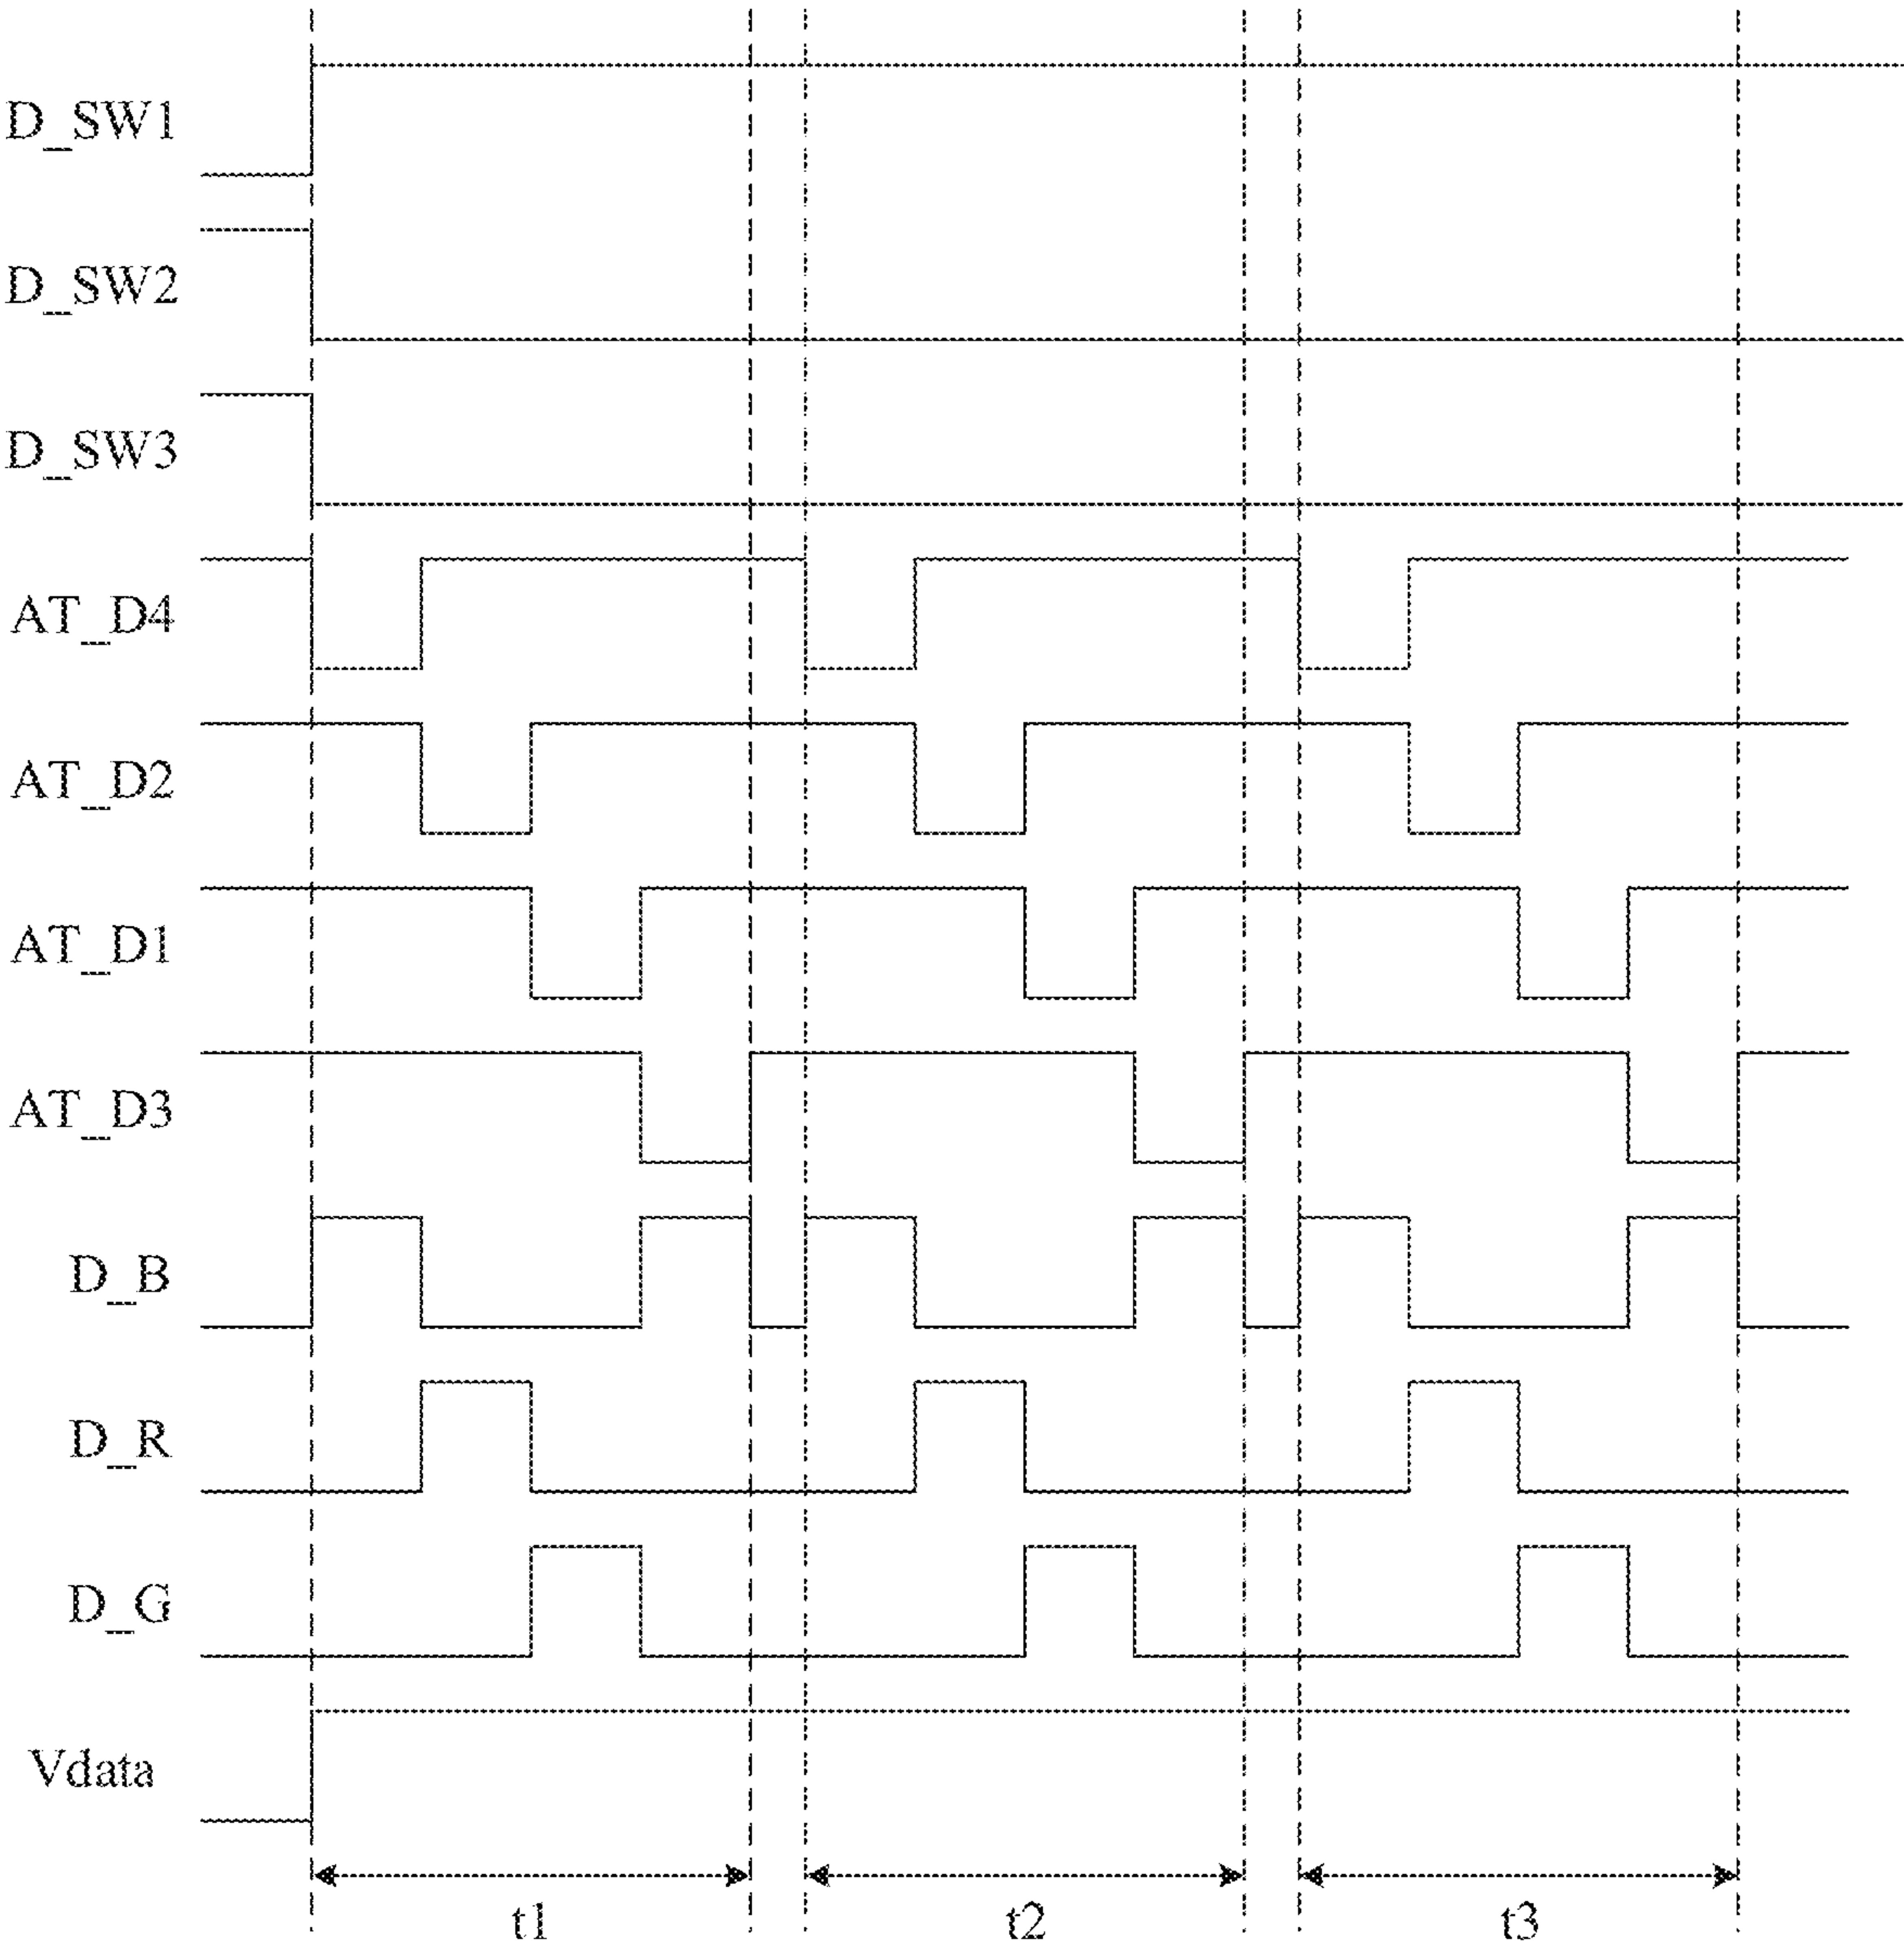 D_SW1
D_SW2
D_SW3
AT_D4
AT_D2
AT_D1
AT_D3
D_B
D_R
D_G
Vdata
t1 t2 t3